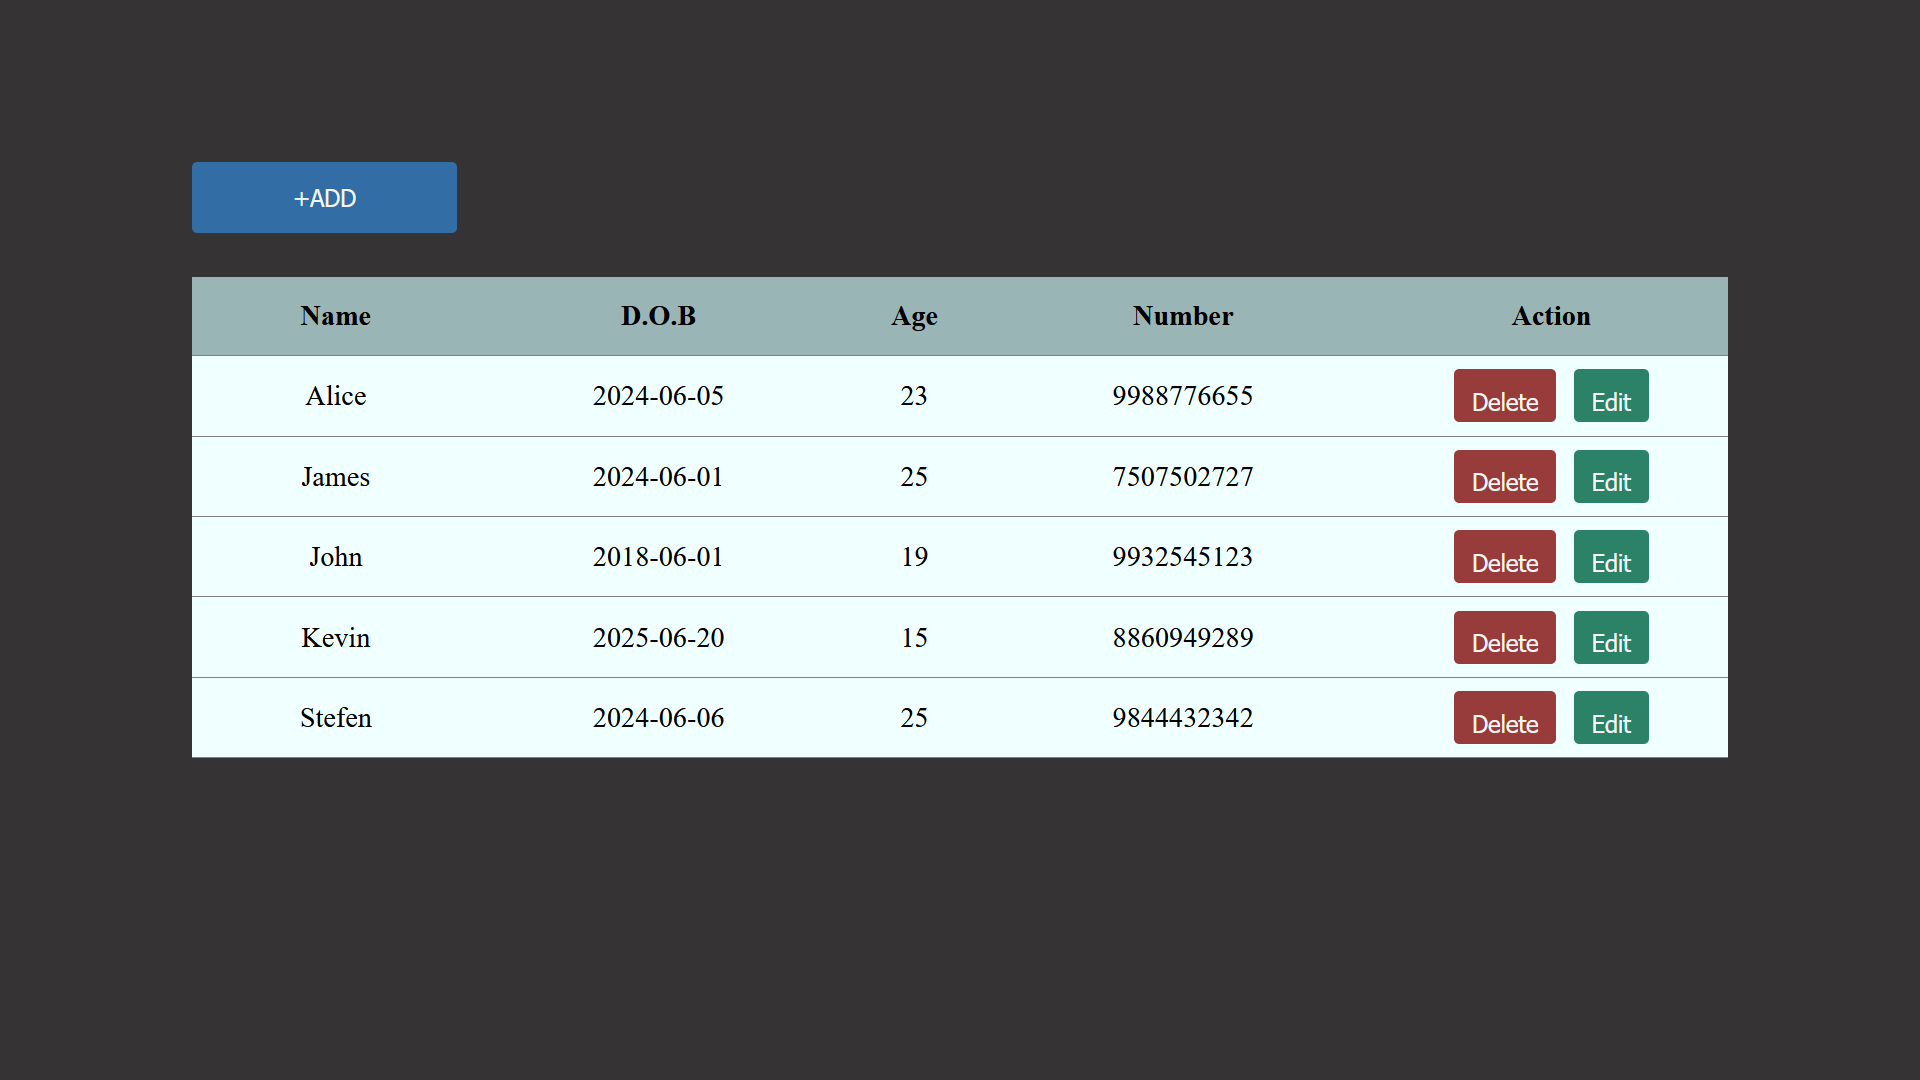 +ADD
Name D.O.B Age Number Action
Alice 2024-06-05 23 9988776655 Delete Edit
James 2024-06-01 25 7507502727 Delete Edit
John 2018-06-01 19 9932545123 Delete Edit
Kevin 2025-06-20 15 8860949289 Delete Edit
Stefen 2024-06-06 25 9844432342 Delete Edit